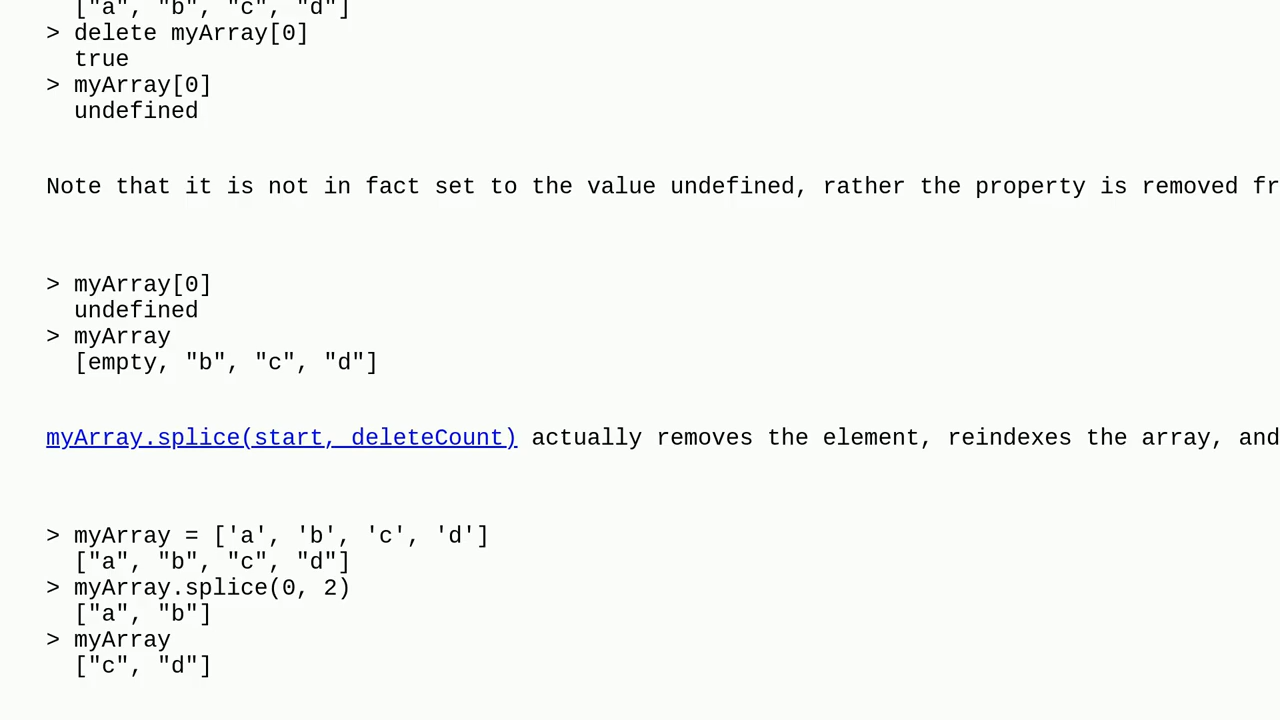 ["a", "b", "c", "d"]
> delete myArray[0]
true
> myArray[0]
undefined
Note that it is not in fact set to the value undefined, rather the property is removed fr
> myArray[0]
undefined
> myArray
[empty, "b", "c", "d"]
myArray.splice(start, deleteCount) actually removes the element, reindexes the array, and
> myArray = ['a', 'b', 'c', 'd']
["a", "b", "c", "d"]
> myArray.splice(0, 2)
["a", "b"]
> myArray
["c", "d"]